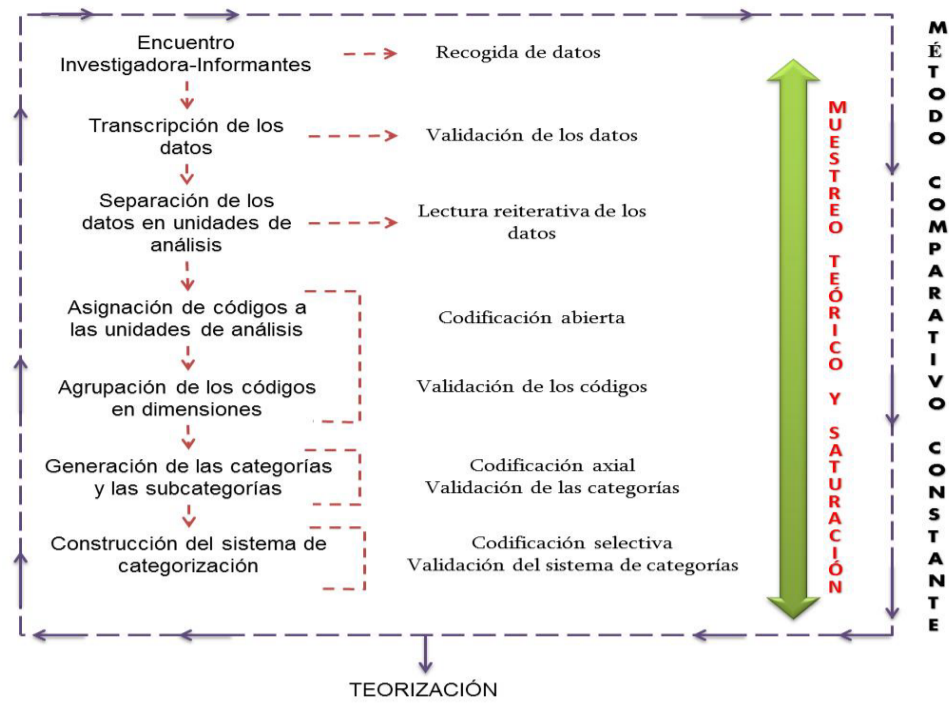 Encuentro
Investigadora-Informantes
Recogida de datos
Transcripción de los
datos
Validación de los datos
Separación de los
datos en unidades de
análisis
Lectura reiterativa de los
datos
Asignación de códigos a
las unidades de análisis
Codificación abierta
Agrupación de los códigos
en dimensiones
Validación de los códigos
Generación de las categorías
y las subcategorías
Codificación axial
Validación de las categorías
Construcción del sistema de
categorización
Codificación selectiva
Validación del sistema de categorías
MUESTREO TEÓRICO Y SATURACIÓN
MÉTODO COMPARATIVO CONSTANTE
TEORIZACIÓN